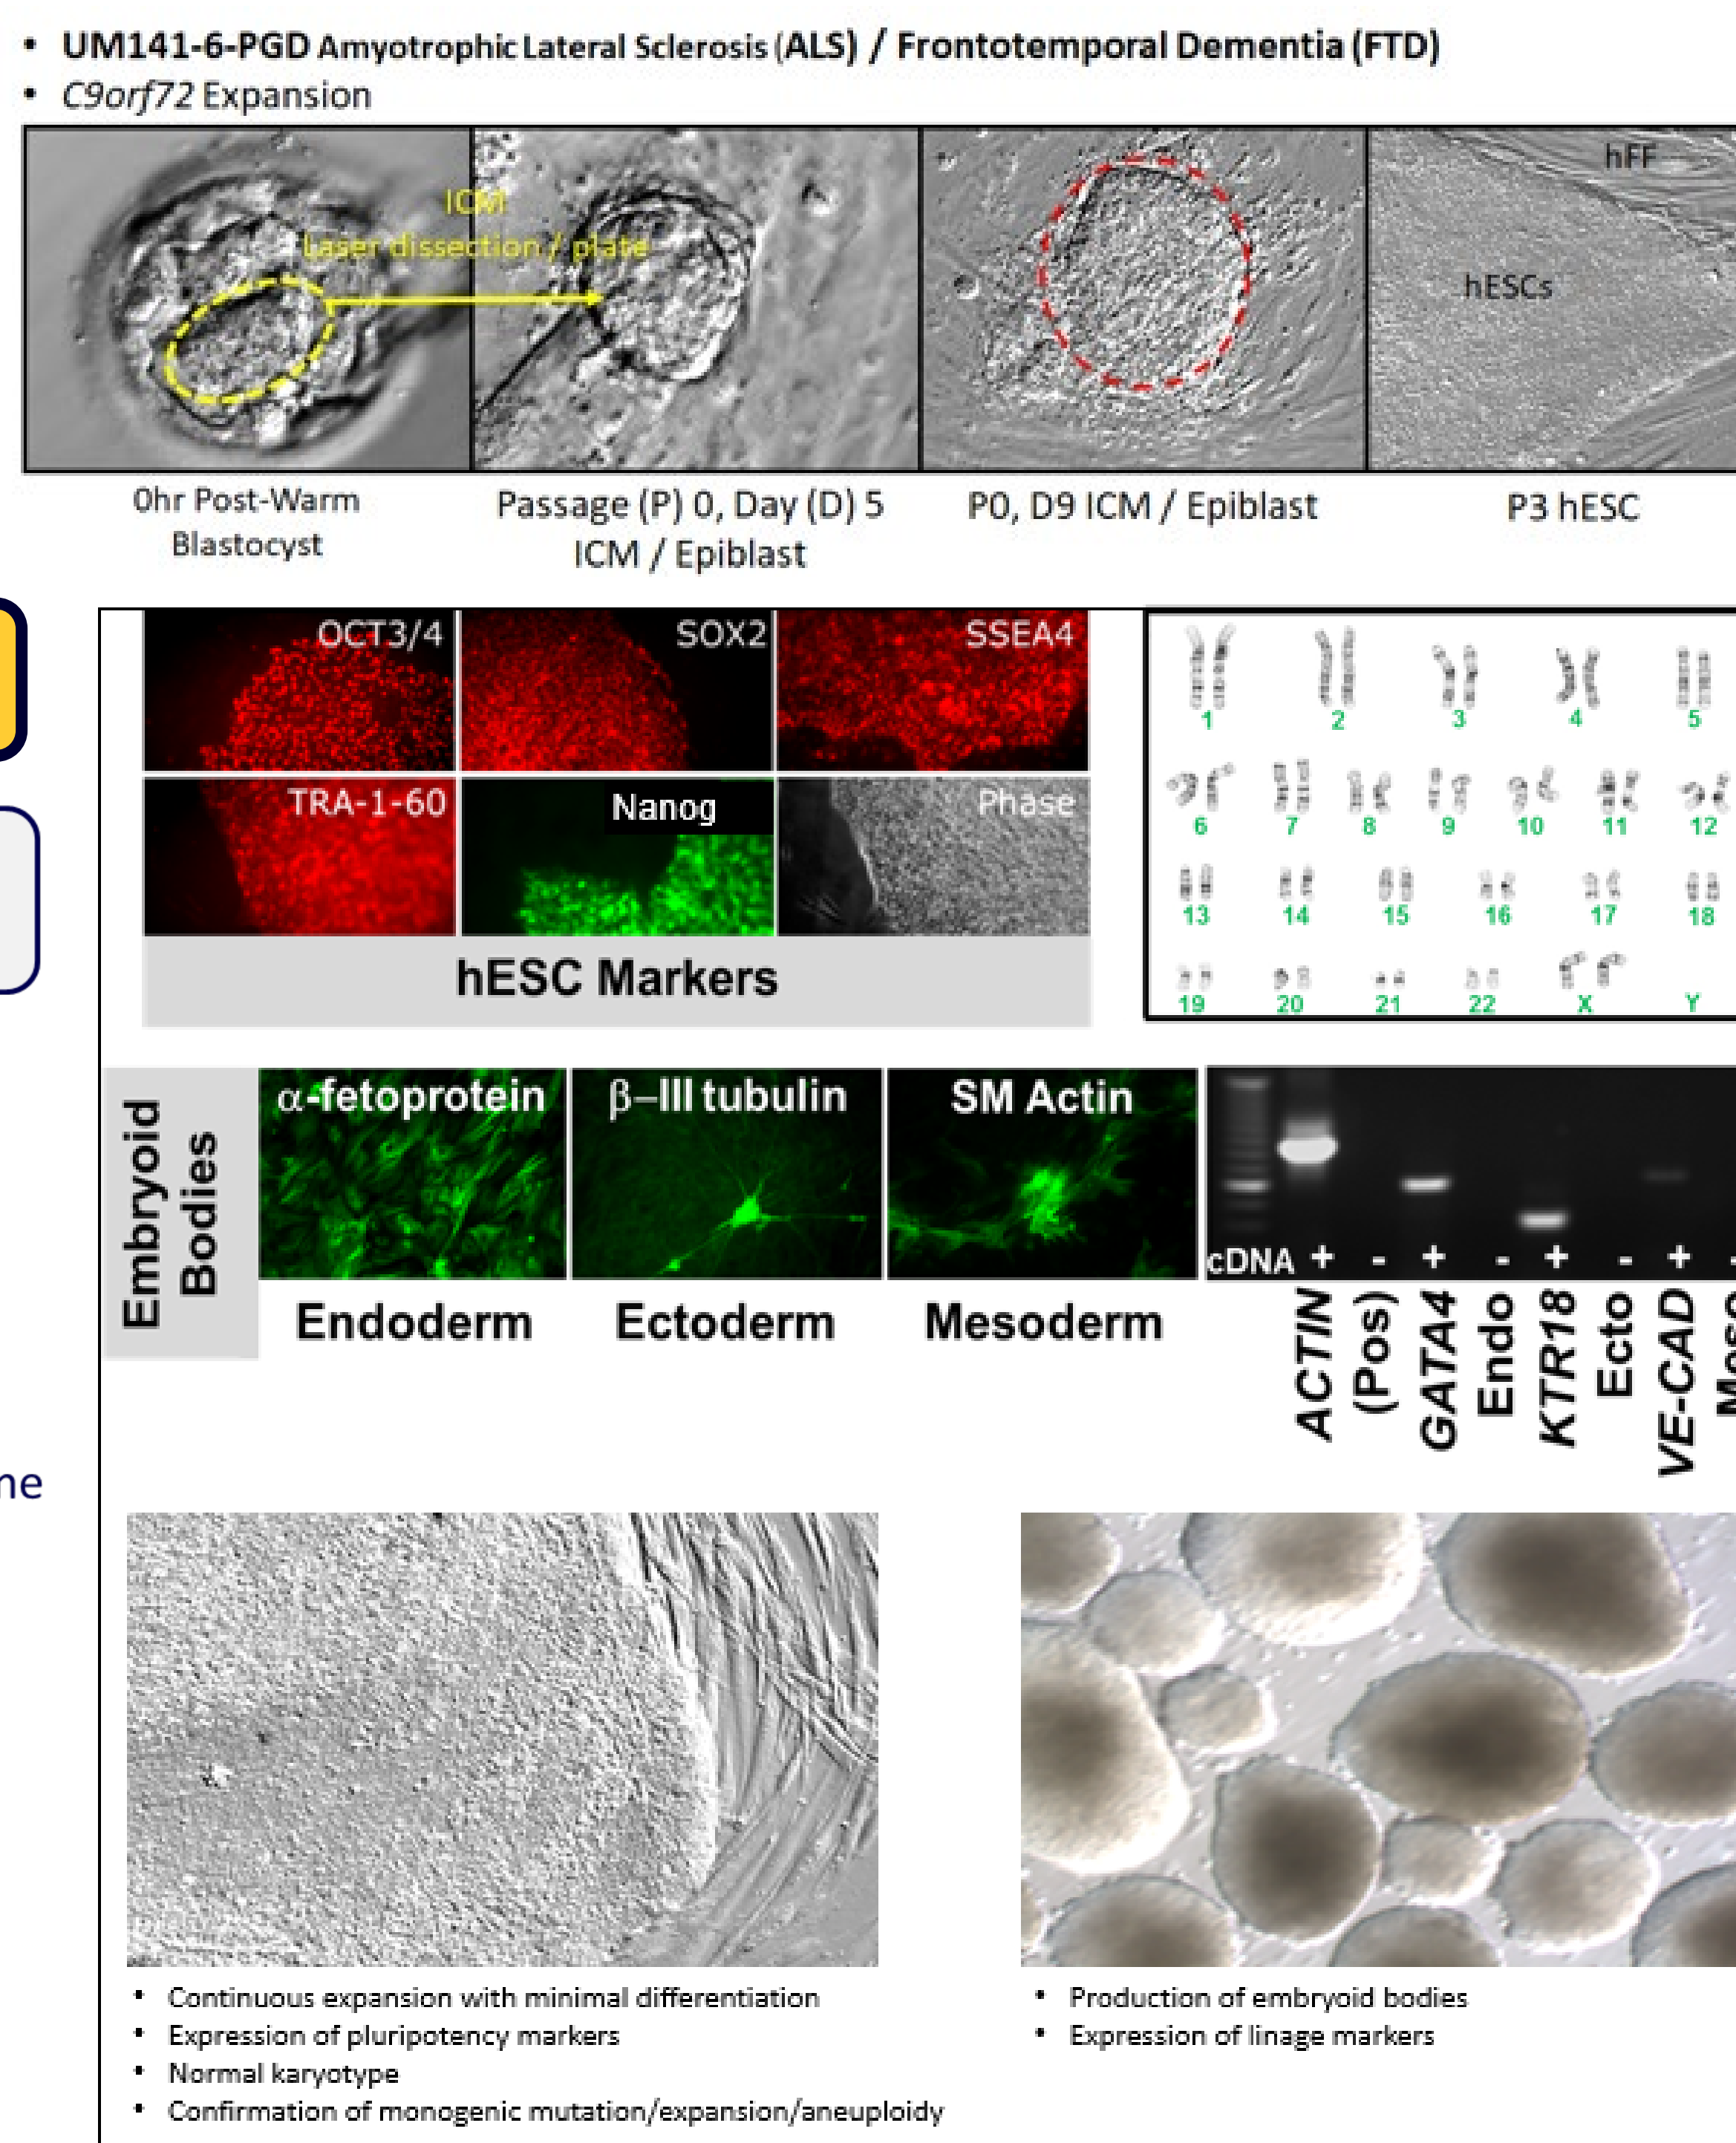 • UM141-6-PGD Amyotrophic Lateral Sclerosis (ALS) / Frontotemporal Dementia (FTD)
• C9orf72 Expansion
ICM
Laser dissection / plate
hFF
hESCs
0hr Post-Warm
Blastocyst
Passage (P) 0, Day (D) 5
ICM / Epiblast
P0, D9 ICM / Epiblast
P3 hESC
OCT3/4
SOX2
SSEA4
TRA-1-60
Nanog
Phase
hESC Markers
1 2 3 4 5
6 7 8 9 10 11 12
13 14 15 16 17 18
19 20 21 22 X Y
Embryoid
Bodies
α-fetoprotein
β–III tubulin
SM Actin
Endoderm
Ectoderm
Mesoderm
cDNA + - + - + - + -
ACTIN
(Pos)
GATA4
Endo
KTR18
Ecto
VE-CAD
Meso
me
• Continuous expansion with minimal differentiation
• Expression of pluripotency markers
• Normal karyotype
• Confirmation of monogenic mutation/expansion/aneuploidy
• Production of embryoid bodies
• Expression of linage markers